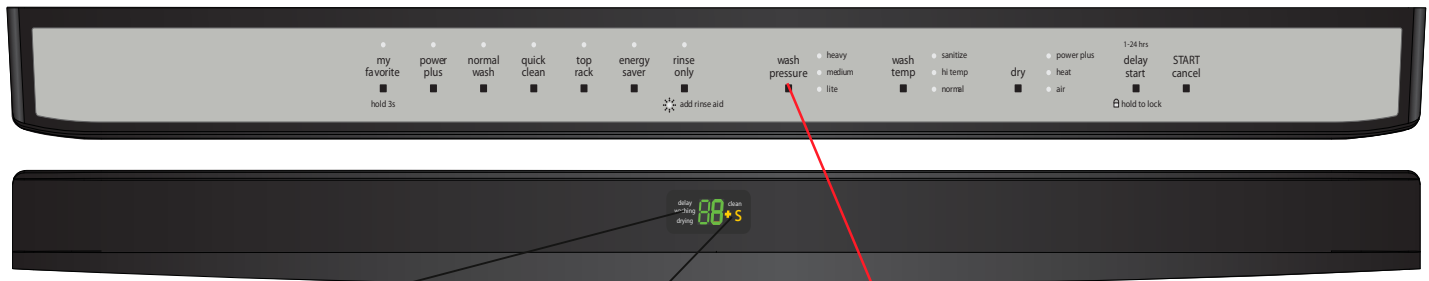 my
favorite
hold 3s
power
plus
normal
wash
quick
clean
top
rack
energy
saver
rinse
only
add rinse aid
wash
pressure
heavy
medium
lite
wash
temp
sanitize
hi temp
normal
dry
power plus
heat
air
1-24 hrs
delay
start
hold to lock
START
cancel
delay
washing
drying
88
clean
+ S